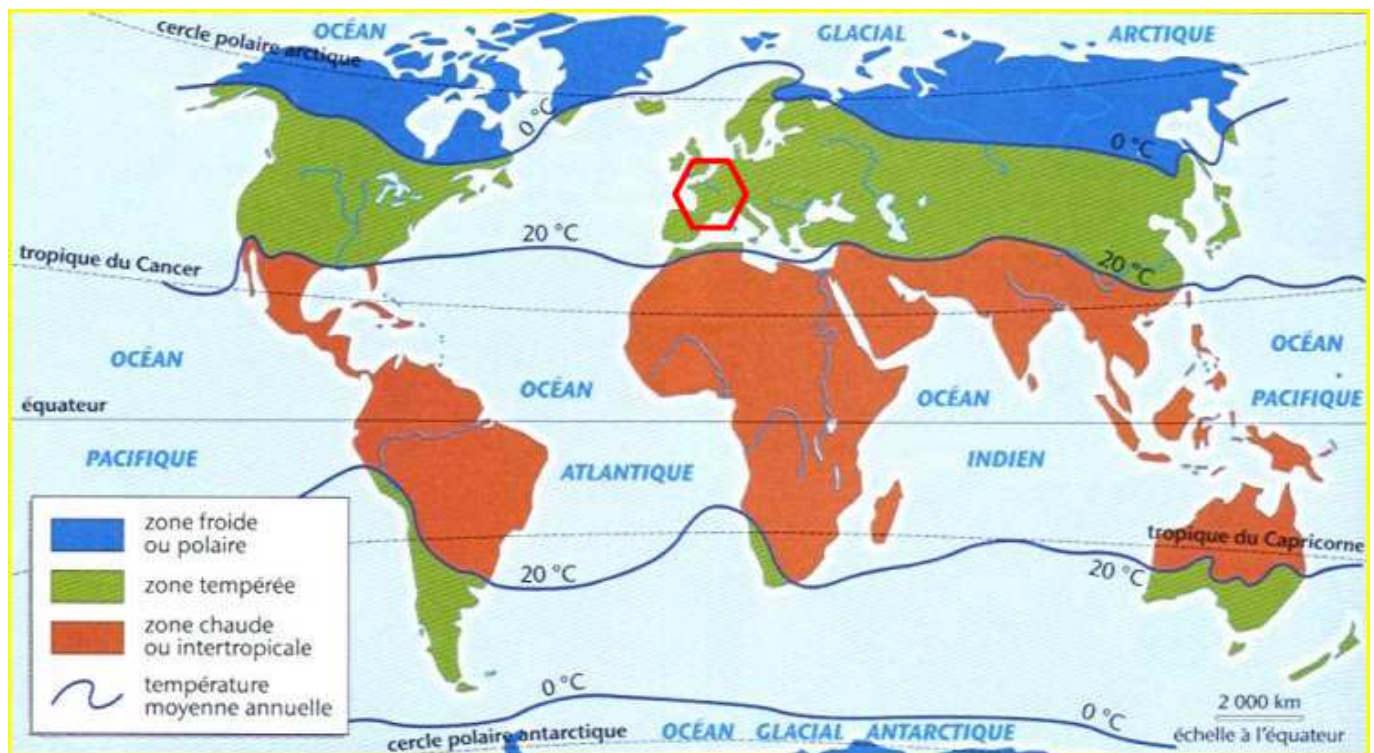 OCÉAN GLACIAL ARCTIQUE
cercle polaire arctique
0 °C
0 °C
20 °C
tropique du Cancer
20 °C
OCÉAN
OCÉAN
OCÉAN
OCÉAN
équateur
PACIFIQUE
PACIFIQUE
ATLANTIQUE
INDIEN
zone froide
ou polaire
zone tempérée
zone chaude
ou intertropicale
température
moyenne annuelle
tropique du Capricorne
20 °C
20 °C
0 °C
0 °C
2 000 km
échelle à l'équateur
cercle polaire antarctique
OCÉAN GLACIAL ANTARCTIQUE